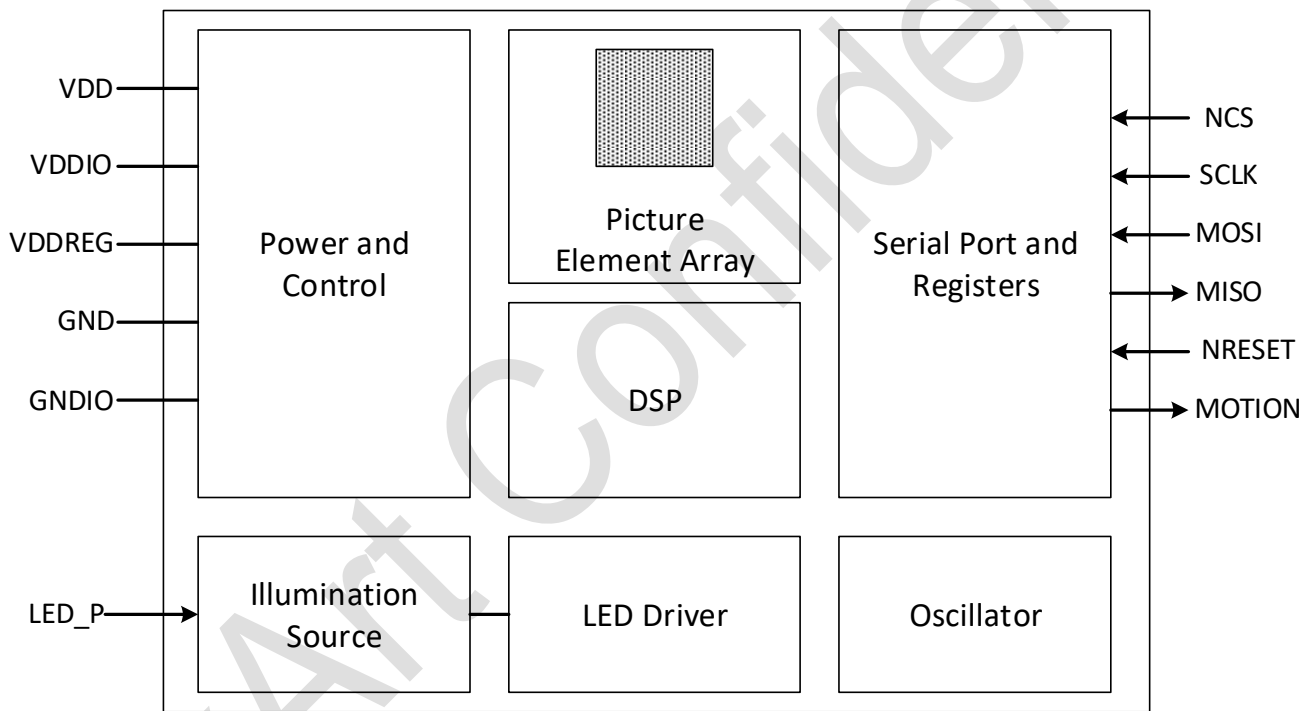 VDD
VDDIO
VDDREG
GND
GNDIO
LED_P
Power and
Control
Picture
Element Array
DSP
Serial Port and
Registers
NCS
SCLK
MOSI
MISO
NRESET
MOTION
Illumination
Source
LED Driver
Oscillator
Art Confiden